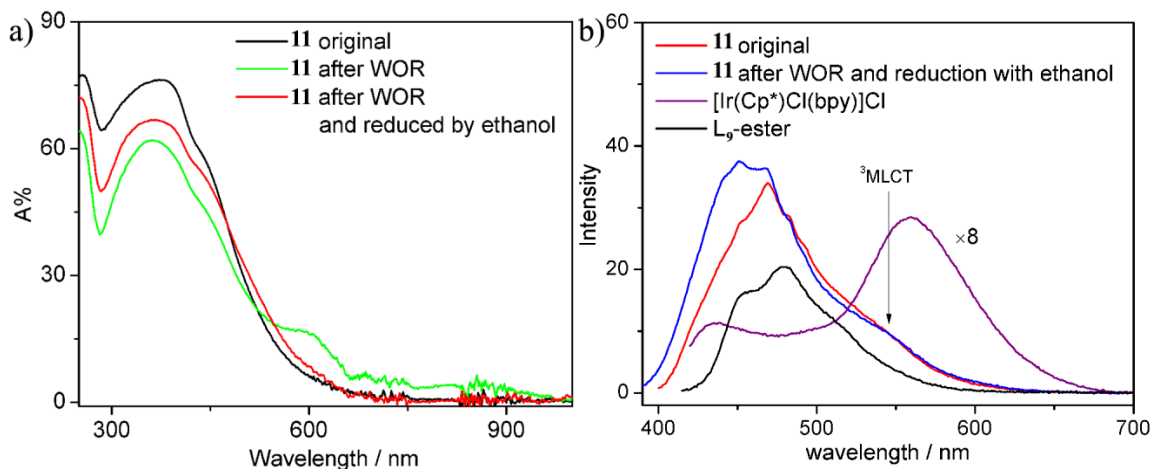 a)
90
60
30
0
A%
11 original
11 after WOR
11 after WOR
and reduced by ethanol
300
600
900
Wavelength / nm
b)
60
40
20
0
Intensity
11 original
11 after WOR and reduction with ethanol
[Ir(Cp*)Cl(bpy)]Cl
L₉-ester
³MLCT
×8
400
500
600
700
wavelength / nm